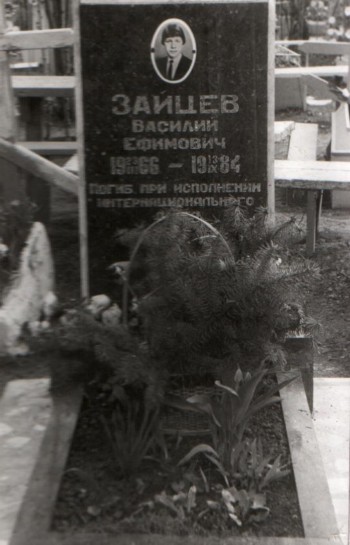 ЗАЙЦЕВ
ВАСИЛИЙ
ЕФИМОВИЧ
1966 – 1984
ПОГИБ ПРИ ИСПОЛНЕНИИ
ИНТЕРНАЦИОНАЛЬНОГО